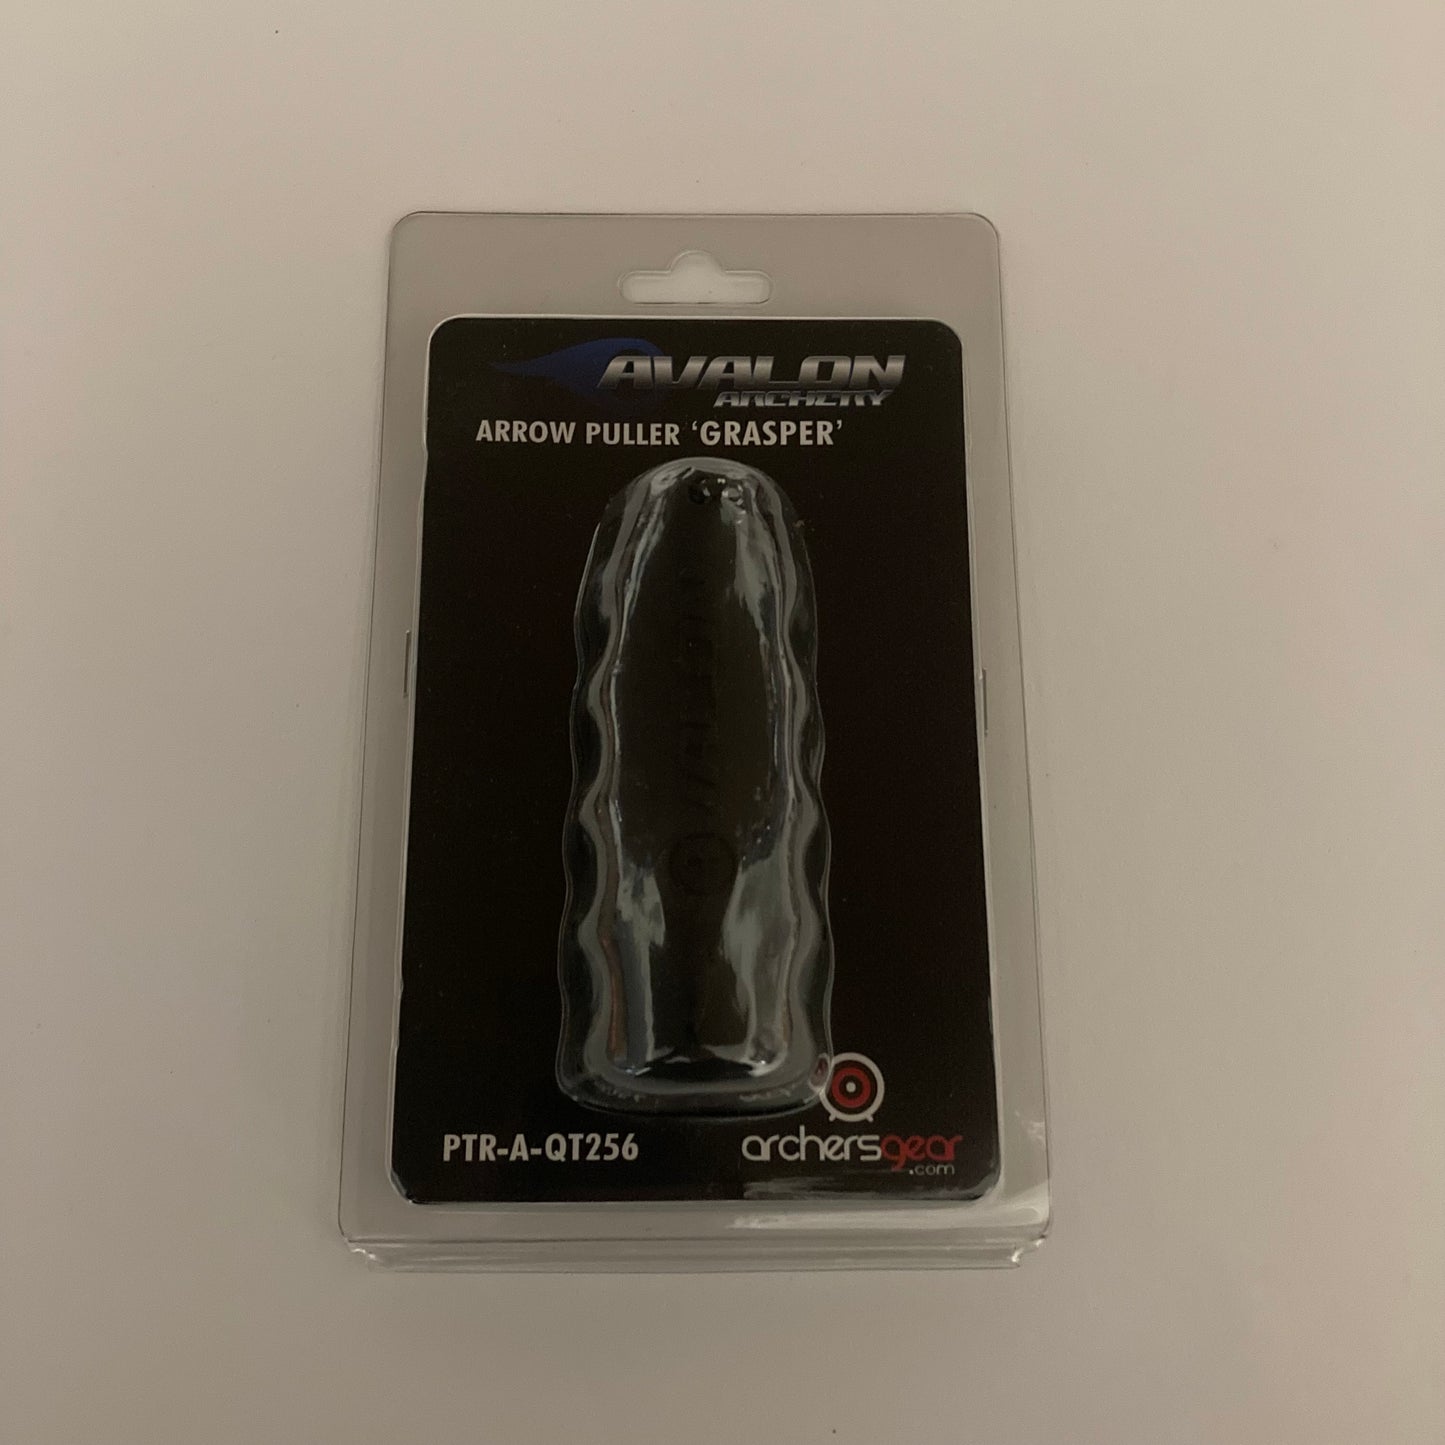 AVALON
ARCHERY
ARROW PULLER ‘GRASPER’
PTR-A-QT256
archersgear
.com